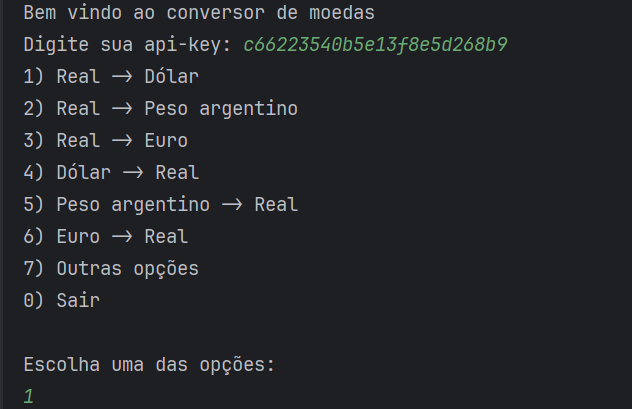 Bem vindo ao conversor de moedas
Digite sua api-key: c66223540b5e13f8e5d268b9
1) Real -> Dólar
2) Real -> Peso argentino
3) Real -> Euro
4) Dólar -> Real
5) Peso argentino -> Real
6) Euro -> Real
7) Outras opções
0) Sair
Escolha uma das opções:
1